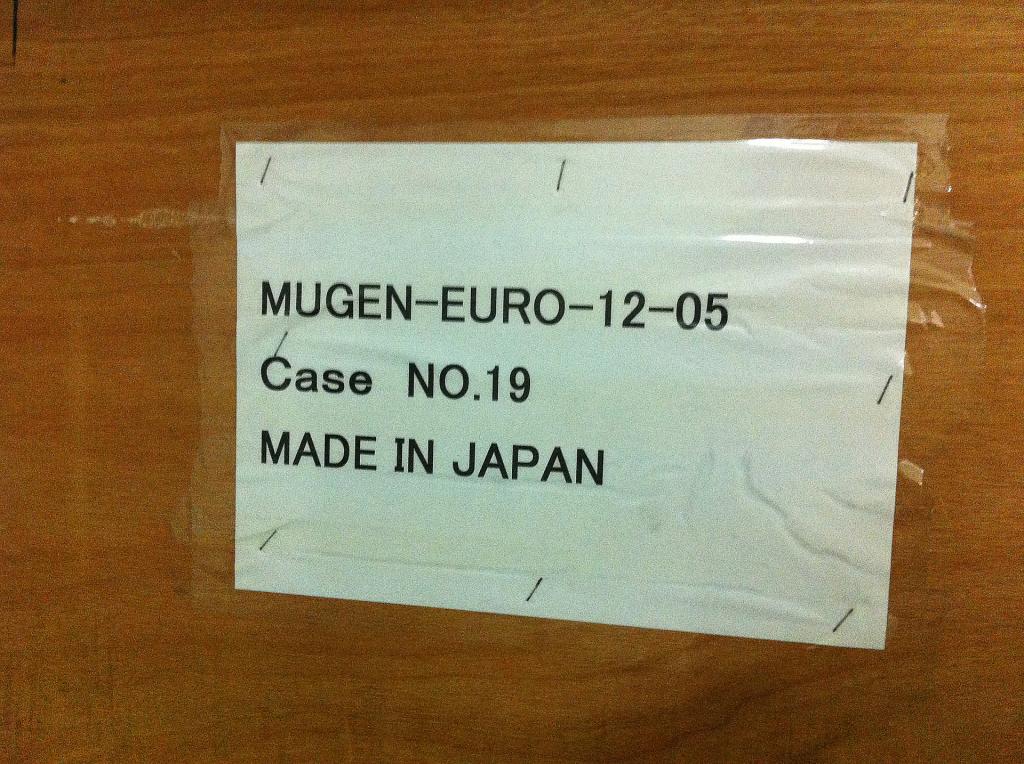 MUGEN-EURO-12-05
Case NO.19
MADE IN JAPAN